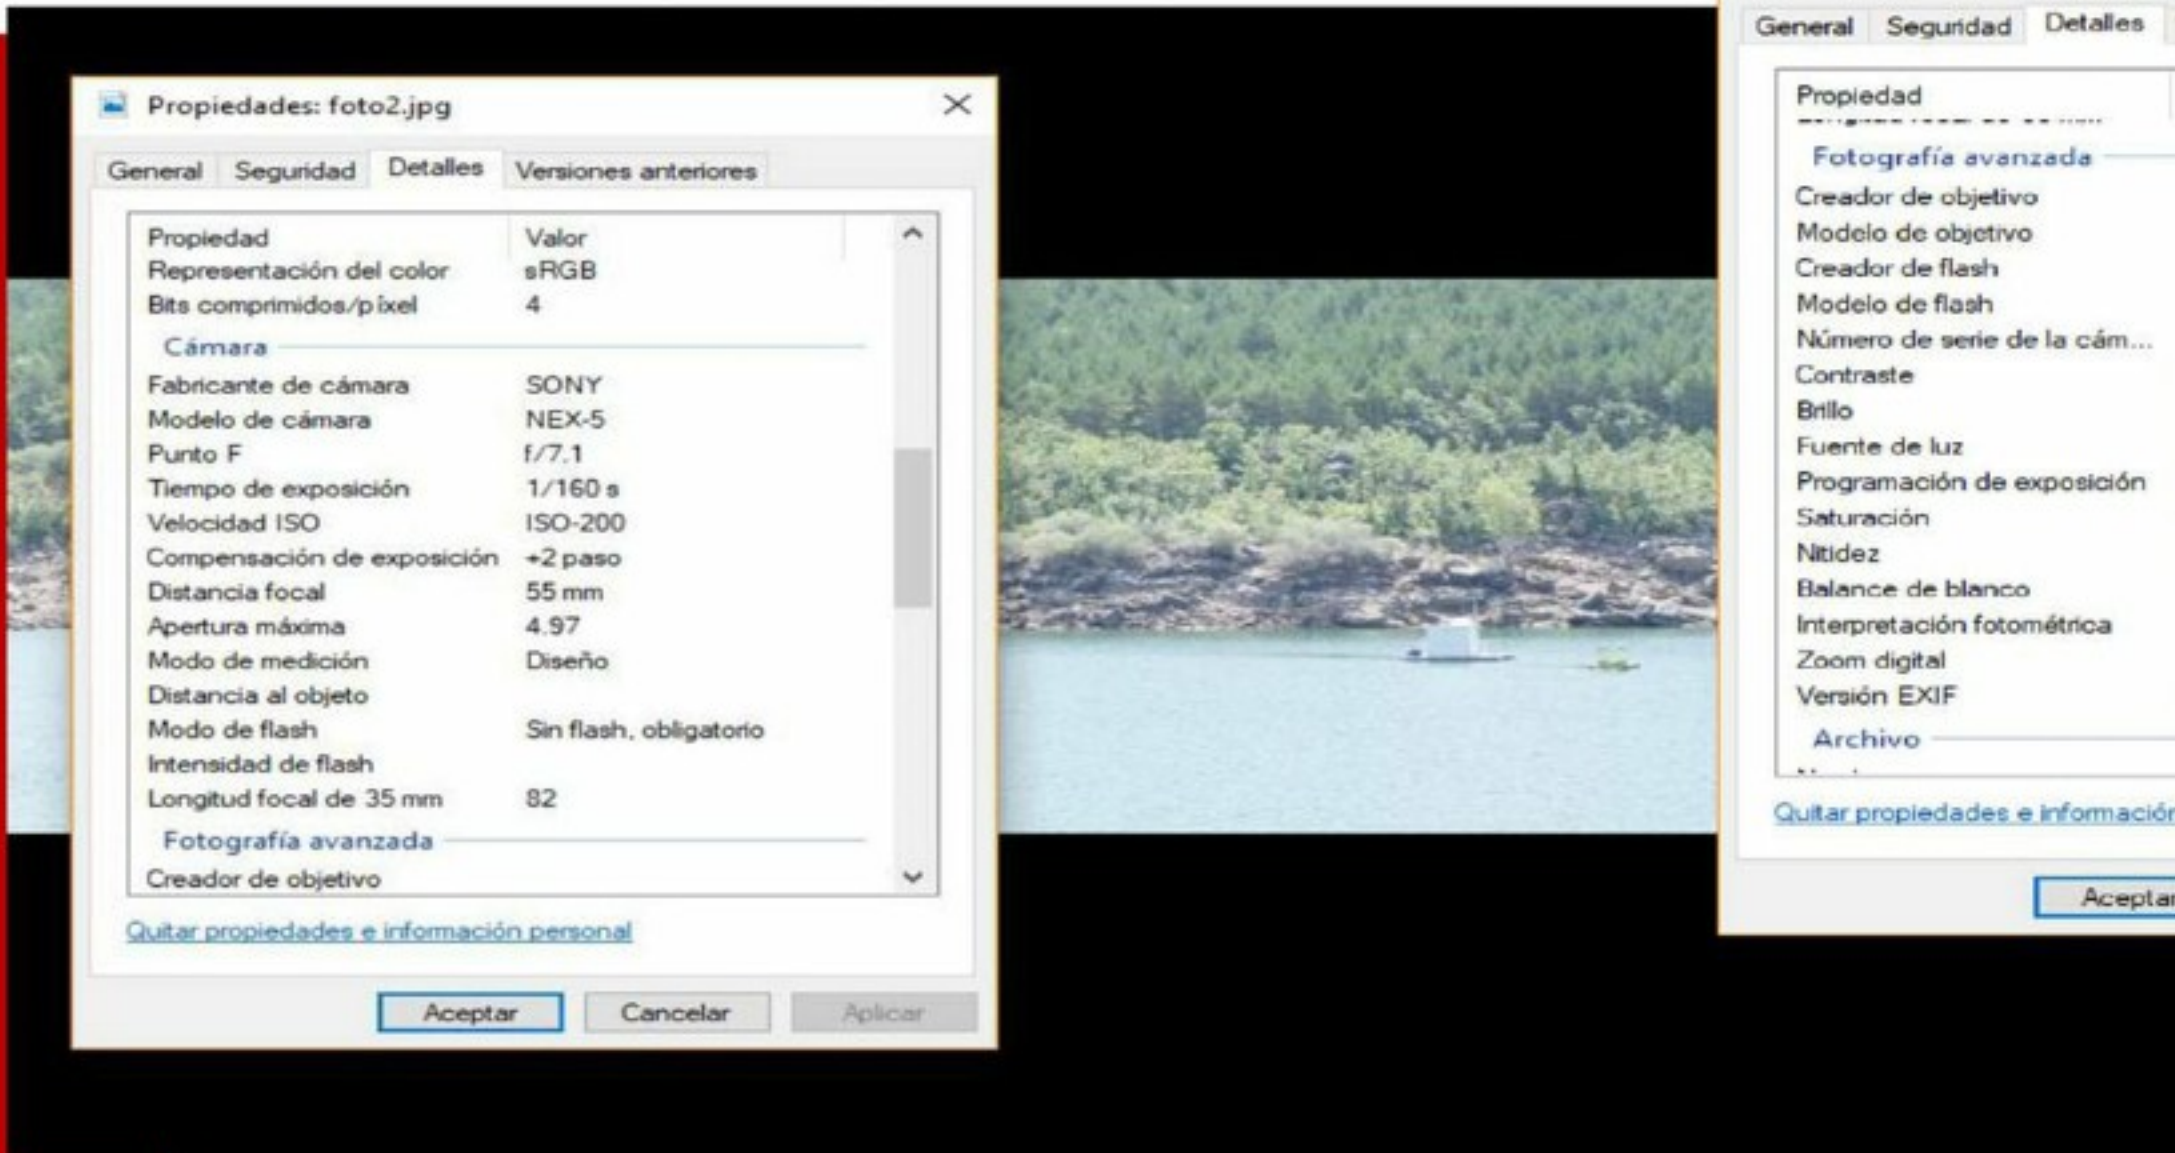 Propiedades: foto2.jpg
General Seguridad Detalles Versiones anteriores
Propiedad Valor
Representación del color sRGB
Bits comprimidos/píxel 4
Cámara
Fabricante de cámara SONY
Modelo de cámara NEX-5
Punto F f/7.1
Tiempo de exposición 1/160 s
Velocidad ISO ISO-200
Compensación de exposición +2 paso
Distancia focal 55 mm
Apertura máxima 4.97
Modo de medición Diseño
Distancia al objeto
Modo de flash Sin flash, obligatorio
Intensidad de flash
Longitud focal de 35 mm 82
Fotografía avanzada
Creador de objetivo
Quitar propiedades e información personal
Aceptar Cancelar Aplicar
General Seguridad Detalles
Propiedad
Fotografía avanzada
Creador de objetivo
Modelo de objetivo
Creador de flash
Modelo de flash
Número de serie de la cám...
Contraste
Brillo
Fuente de luz
Programación de exposición
Saturación
Nitidez
Balance de blanco
Interpretación fotométrica
Zoom digital
Versión EXIF
Archivo
Quitar propiedades e información
Aceptar